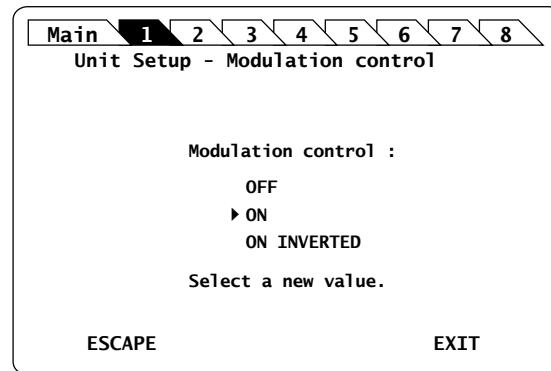 Main 1 2 3 4 5 6 7 8
Unit Setup - Modulation control
Modulation control :
OFF
ON
ON INVERTED
Select a new value.
ESCAPE EXIT